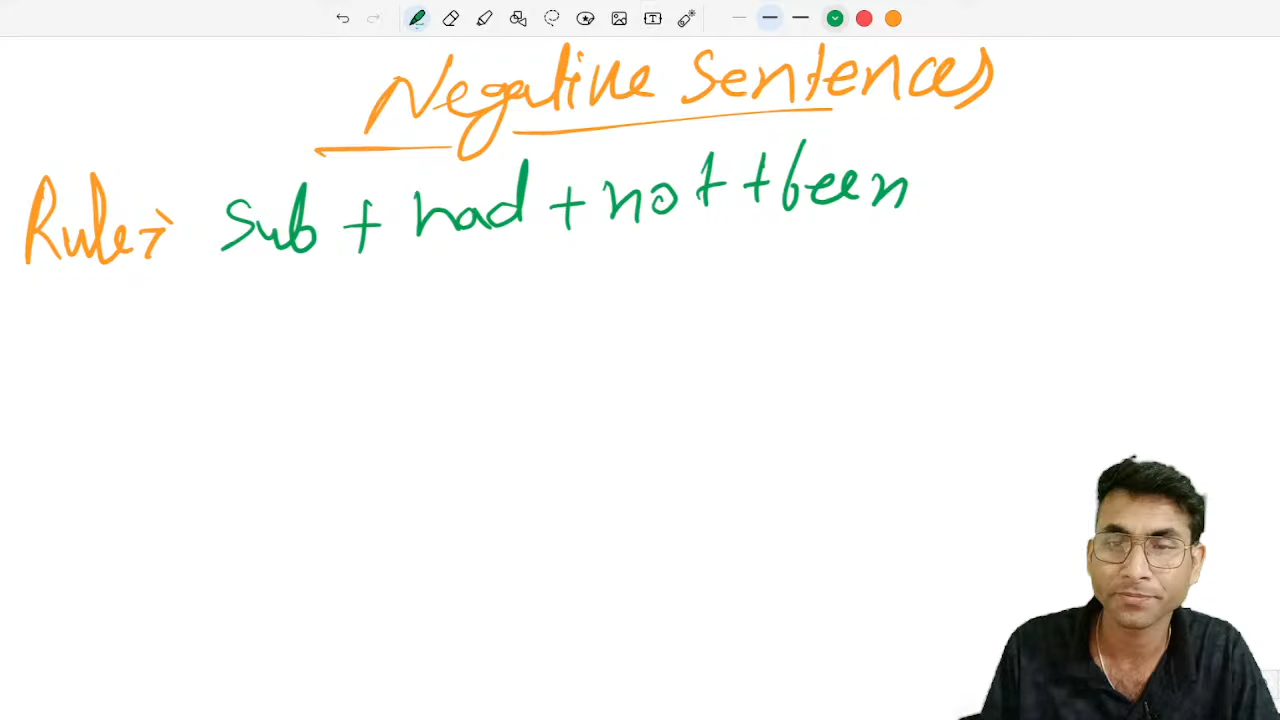 Negative Sentences
Rule:- Sub + had + not + been